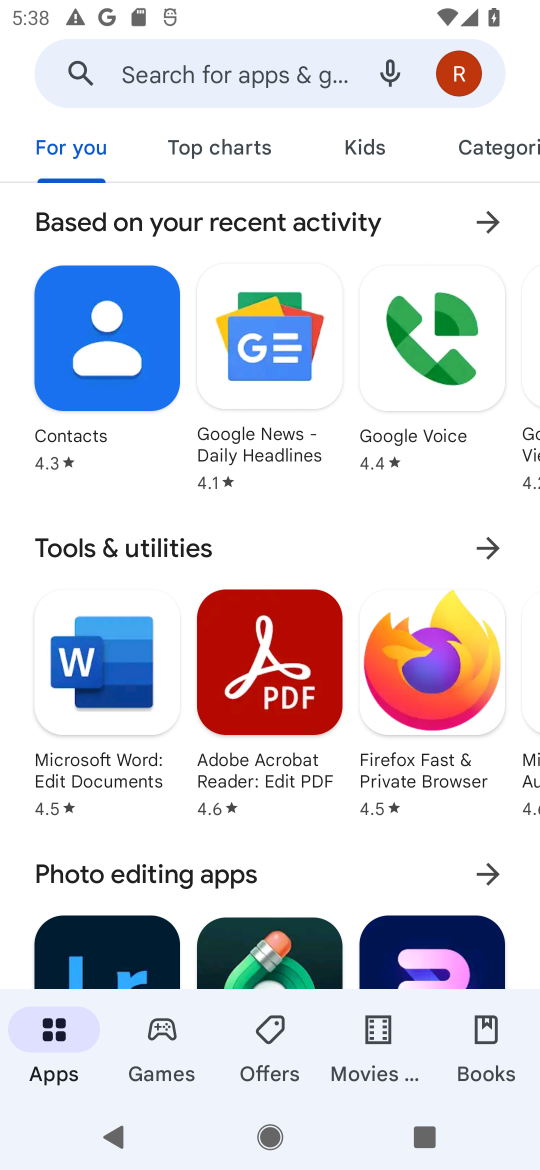 5:38
Search for apps & g...
R
For you
Top charts
Kids
Categori
Based on your recent activity
Contacts
4.3★
Google News -
Daily Headlines
4.1★
Google Voice
4.4★
Go
Vie
4.2
Tools & utilities
W
Microsoft Word:
Edit Documents
4.5★
PDF
Adobe Acrobat
Reader: Edit PDF
4.6★
Firefox Fast &
Private Browser
4.5★
Mi
Au
4.6
Photo editing apps
Lr
Apps
Games
Offers
Movies ...
Books